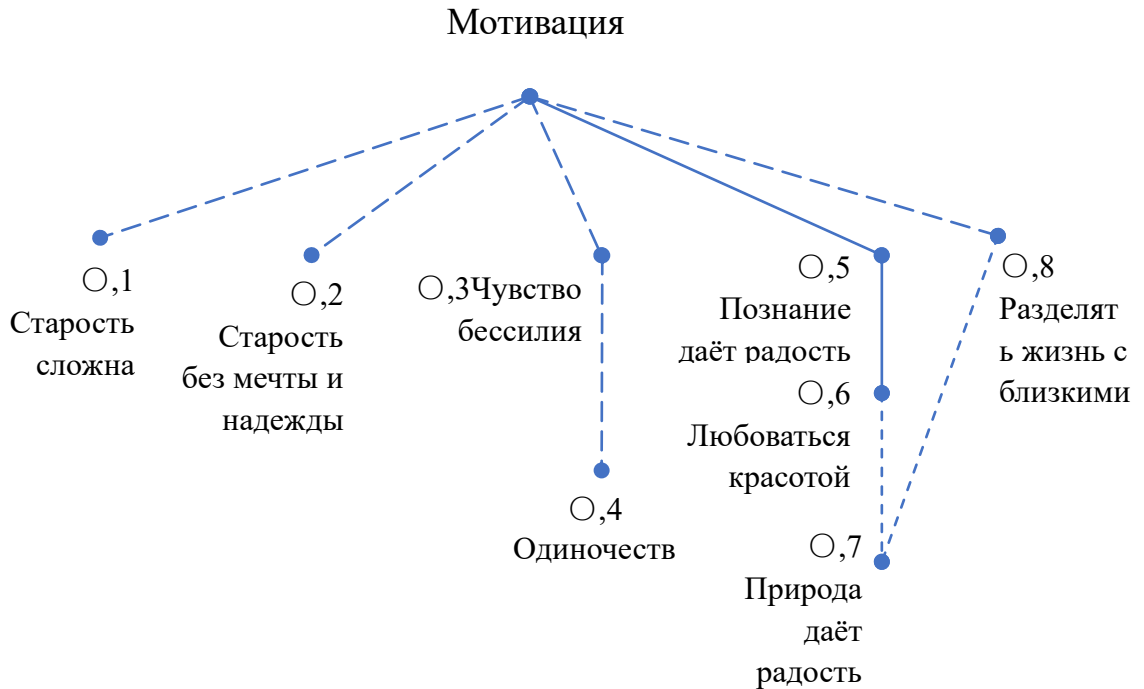 Мотивация
○,1
Старость
сложна
○,2
Старость
без мечты и
надежды
○,3Чувство
бессилия
○,4
Одиночеств
○,5
Познание
даёт радость
○,6
Любоваться
красотой
○,7
Природа
даёт
радость
○,8
Разделят
ь жизнь с
близкими